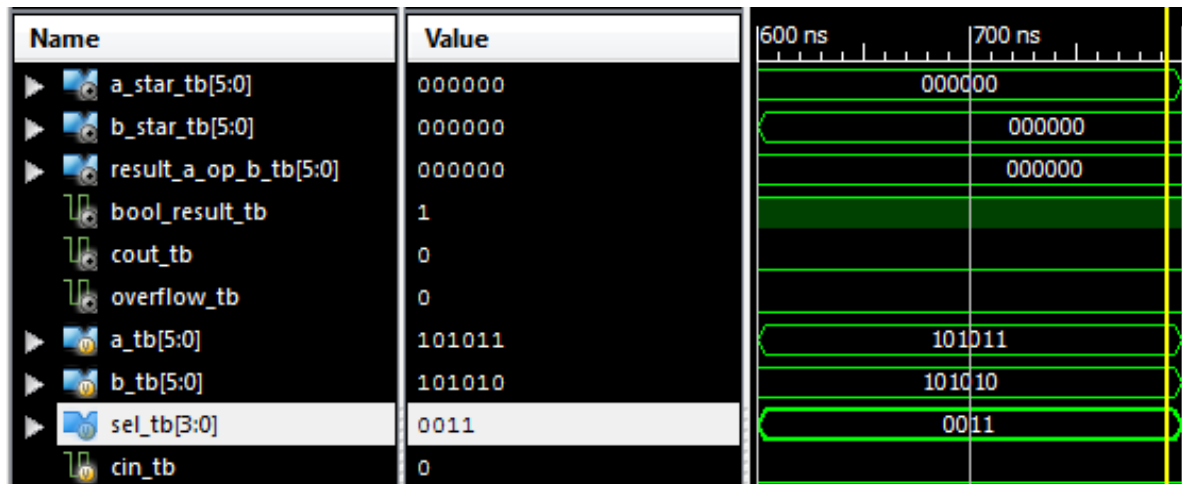 Name Value 600 ns 700 ns
a_star_tb[5:0] 000000 000000
b_star_tb[5:0] 000000 000000
result_a_op_b_tb[5:0] 000000 000000
bool_result_tb 1
cout_tb 0
overflow_tb 0
a_tb[5:0] 101011 101011
b_tb[5:0] 101010 101010
sel_tb[3:0] 0011 0011
cin_tb 0